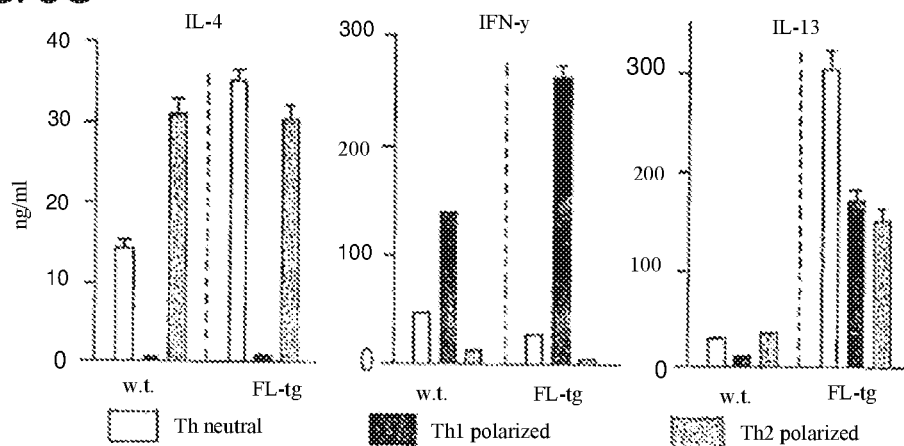 IL-4 IFN-y IL-13
ng/ml
40
30
20
10
0
w.t. FL-tg
300
200
100
0
w.t. FL-tg
300
200
100
0
w.t. FL-tg
Th neutral Th1 polarized Th2 polarized